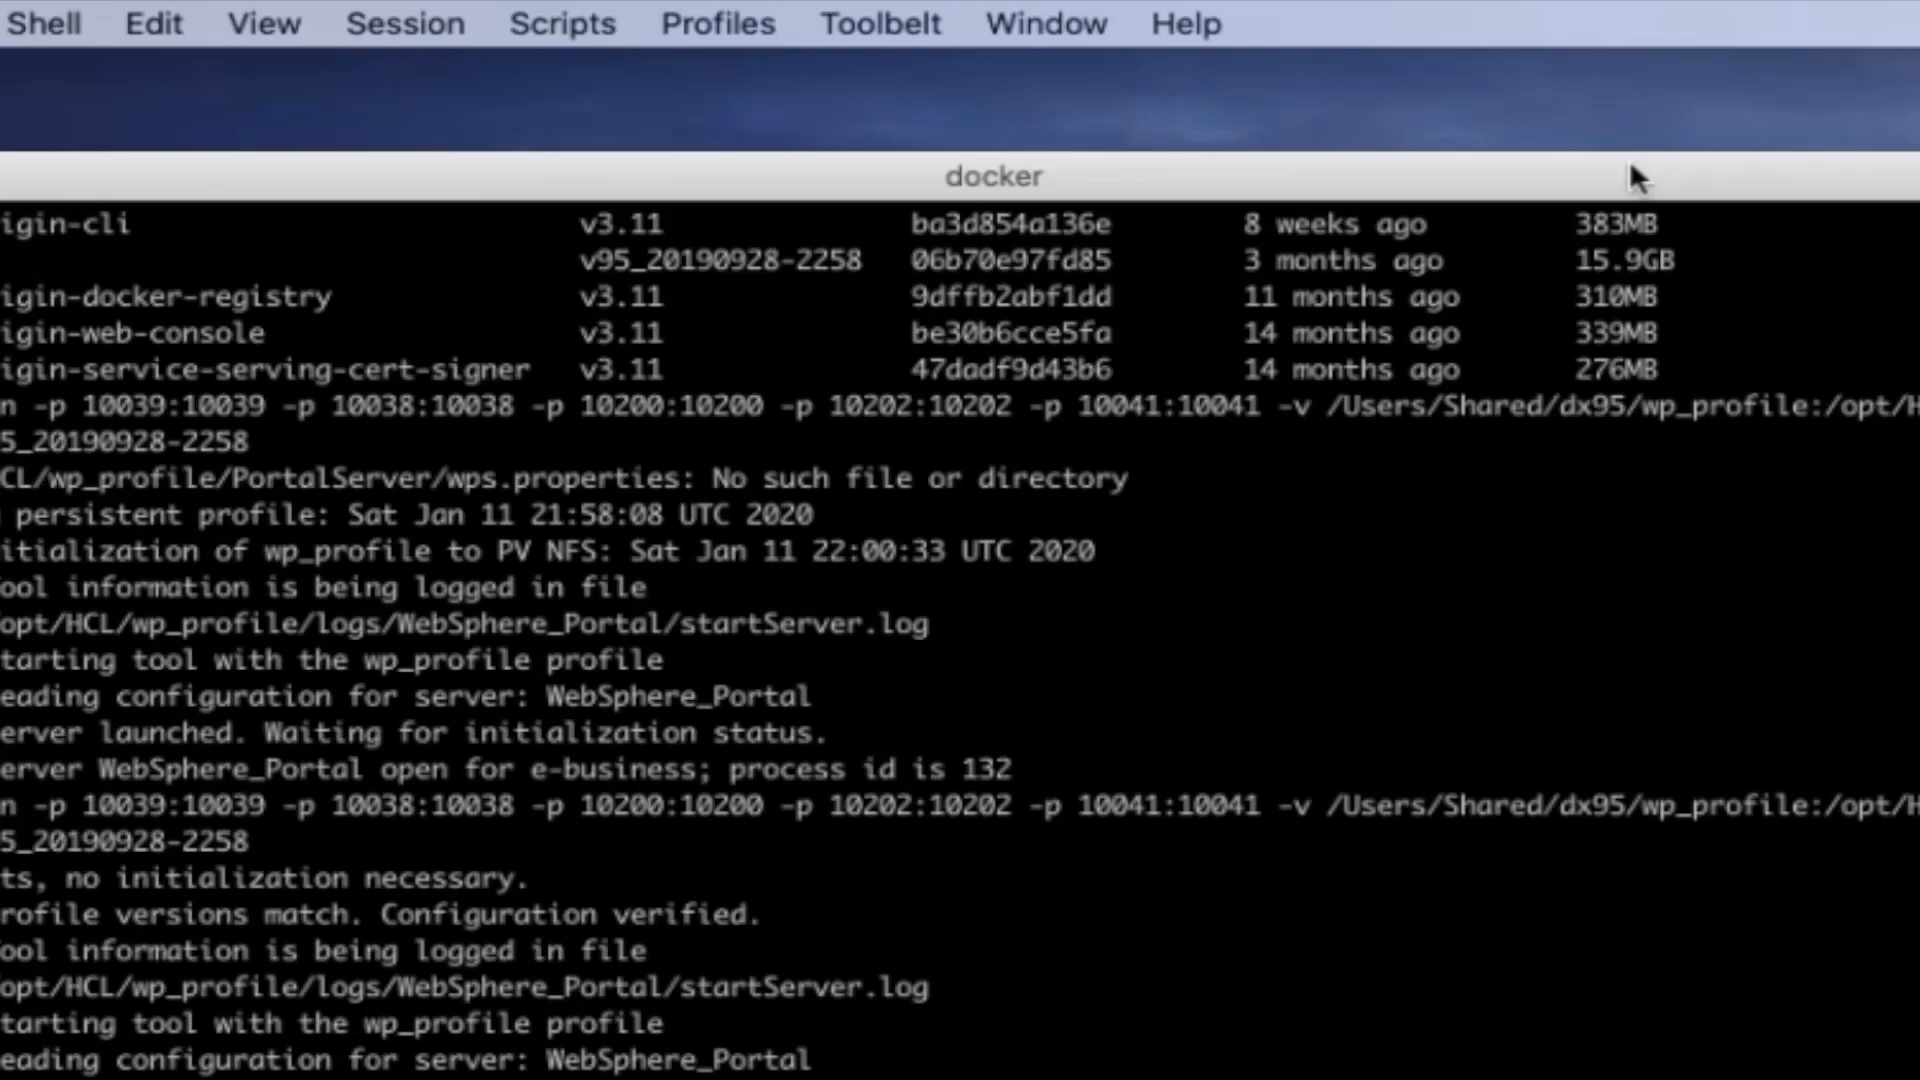 Shell Edit View Session Scripts Profiles Toolbelt Window Help
docker
igin-cli v3.11 ba3d854a136e 8 weeks ago 383MB
v95_20190928-2258 06b70e97fd85 3 months ago 15.9GB
igin-docker-registry v3.11 9dffb2abf1dd 11 months ago 310MB
igin-web-console v3.11 be30b6cce5fa 14 months ago 339MB
igin-service-serving-cert-signer v3.11 47dadf9d43b6 14 months ago 276MB
n -p 10039:10039 -p 10038:10038 -p 10200:10200 -p 10202:10202 -p 10041:10041 -v /Users/Shared/dx95/wp_profile:/opt/H
5_20190928-2258
CL/wp_profile/PortalServer/wps.properties: No such file or directory
persistent profile: Sat Jan 11 21:58:08 UTC 2020
itialization of wp_profile to PV NFS: Sat Jan 11 22:00:33 UTC 2020
ool information is being logged in file
opt/HCL/wp_profile/logs/WebSphere_Portal/startServer.log
tarting tool with the wp_profile profile
eading configuration for server: WebSphere_Portal
erver launched. Waiting for initialization status.
erver WebSphere_Portal open for e-business; process id is 132
n -p 10039:10039 -p 10038:10038 -p 10200:10200 -p 10202:10202 -p 10041:10041 -v /Users/Shared/dx95/wp_profile:/opt/H
5_20190928-2258
ts, no initialization necessary.
rofile versions match. Configuration verified.
ool information is being logged in file
opt/HCL/wp_profile/logs/WebSphere_Portal/startServer.log
tarting tool with the wp_profile profile
eading configuration for server: WebSphere_Portal